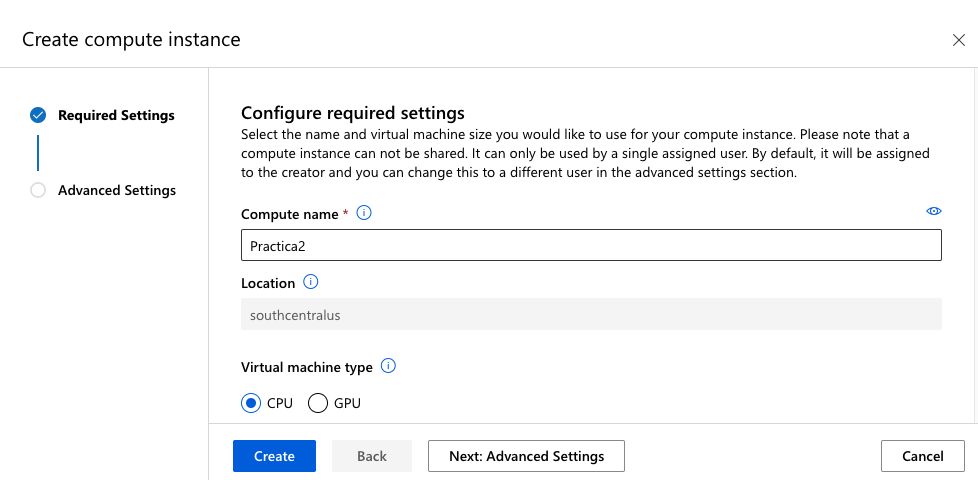 Create compute instance
Required Settings
Advanced Settings
Configure required settings
Select the name and virtual machine size you would like to use for your compute instance. Please note that a
compute instance can not be shared. It can only be used by a single assigned user. By default, it will be assigned
to the creator and you can change this to a different user in the advanced settings section.
Compute name *
Practica2
Location
southcentralus
Virtual machine type
CPU GPU
Create Back Next: Advanced Settings Cancel